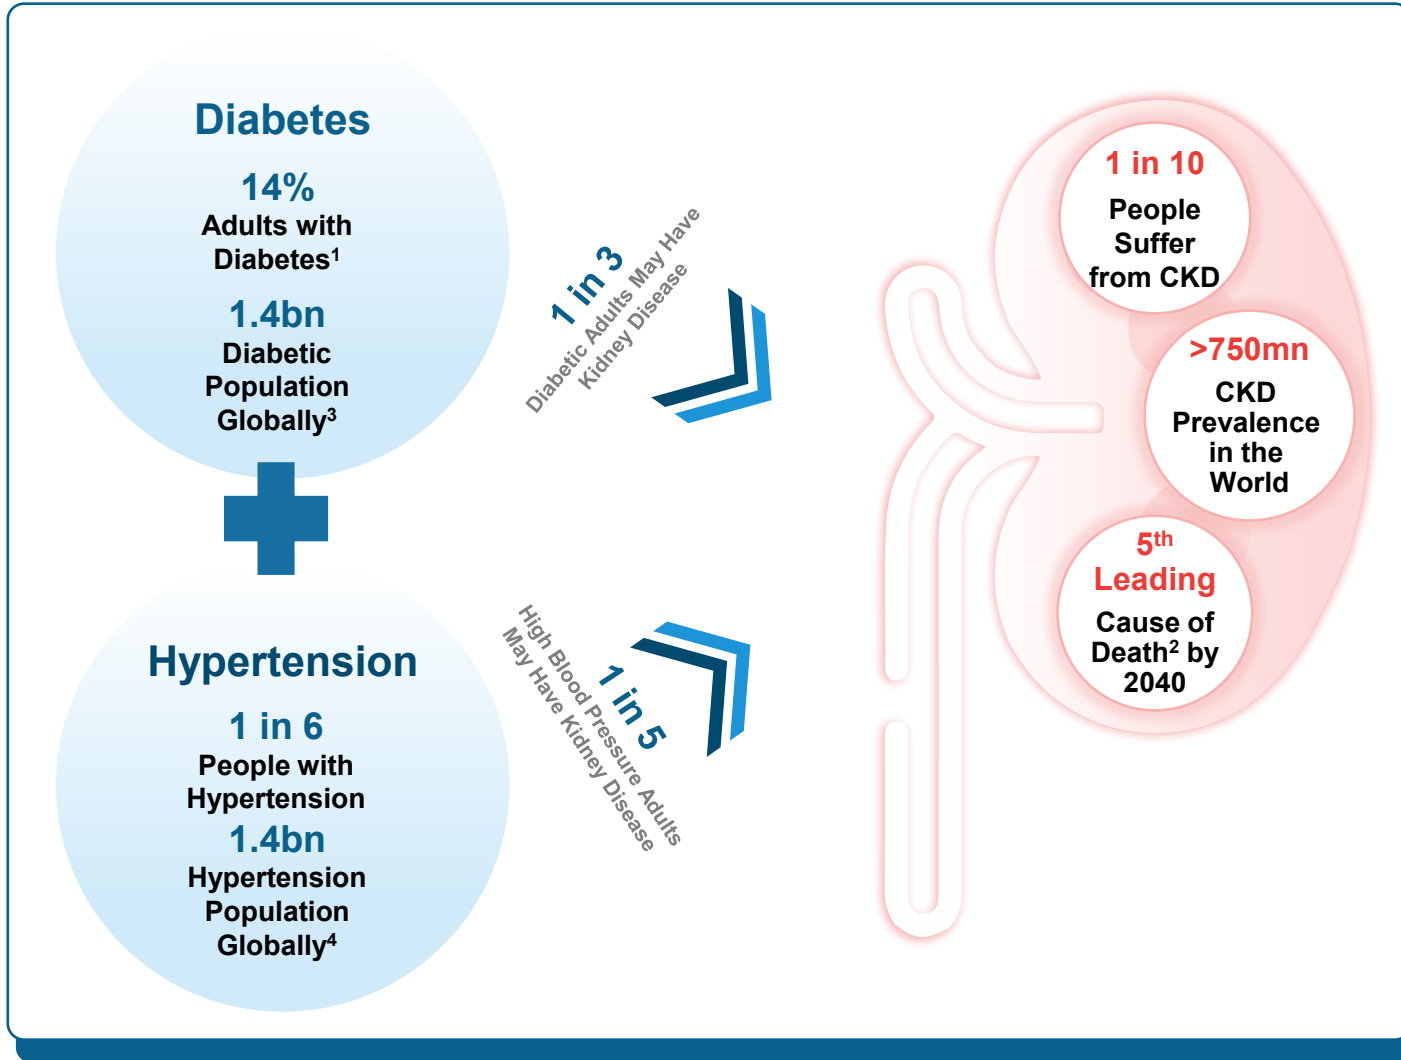 Diabetes
14%
Adults with
Diabetes¹
1.4bn
Diabetic
Population
Globally³
Hypertension
1 in 6
People with
Hypertension
1.4bn
Hypertension
Population
Globally⁴
1 in 3
Diabetic Adults May Have
Kidney Disease
1 in 5
High Blood Pressure Adults
May Have Kidney Disease
1 in 10
People
Suffer
from CKD
>750mn
CKD
Prevalence
in the
World
5th
Leading
Cause of
Death² by
2040